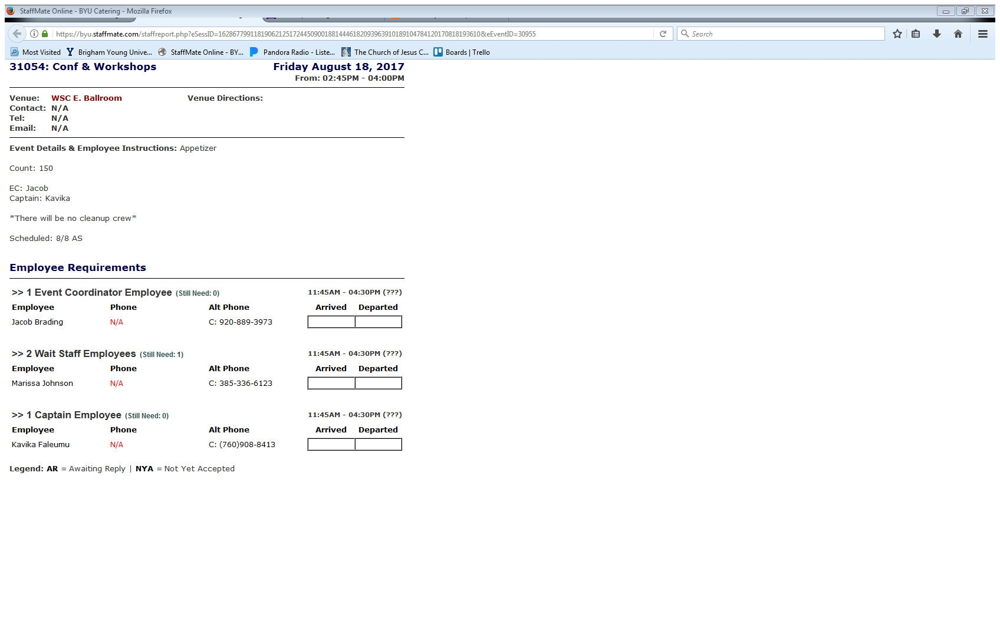 StaffMate Online - BYU Catering - Mozilla Firefox
https://byu.staffmate.com/staffreport.php?eSessID=16286779911819062125172445090018814446182093963910189104784120170818193610&eEventID=30955
Search
Most Visited Brigham Young Unive... StaffMate Online - BY... Pandora Radio - Liste... The Church of Jesus C... Boards | Trello
31054: Conf & Workshops Friday August 18, 2017
From: 02:45PM - 04:00PM
Venue: WSC E. Ballroom Venue Directions:
Contact: N/A
Tel: N/A
Email: N/A
Event Details & Employee Instructions: Appetizer
Count: 150
EC: Jacob
Captain: Kavika
*There will be no cleanup crew*
Scheduled: 8/8 AS
Employee Requirements
>> 1 Event Coordinator Employee (Still Need: 0) 11:45AM - 04:30PM (???)
Employee Phone Alt Phone Arrived Departed
Jacob Brading N/A C: 920-889-3973
>> 2 Wait Staff Employees (Still Need: 1) 11:45AM - 04:30PM (???)
Employee Phone Alt Phone Arrived Departed
Marissa Johnson N/A C: 385-336-6123
>> 1 Captain Employee (Still Need: 0) 11:45AM - 04:30PM (???)
Employee Phone Alt Phone Arrived Departed
Kavika Faleumu N/A C: (760)908-8413
Legend: AR = Awaiting Reply | NYA = Not Yet Accepted